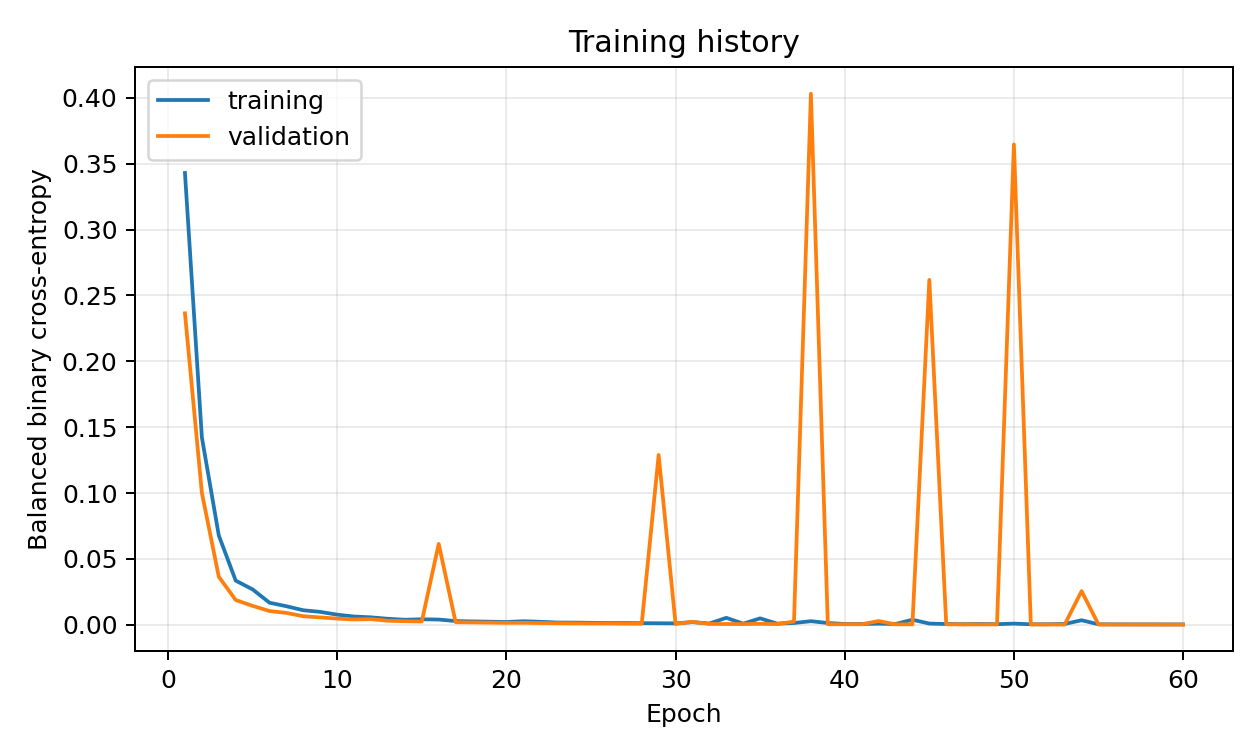 Training history
training
validation
Balanced binary cross-entropy
0.40
0.35
0.30
0.25
0.20
0.15
0.10
0.05
0.00
0 10 20 30 40 50 60
Epoch